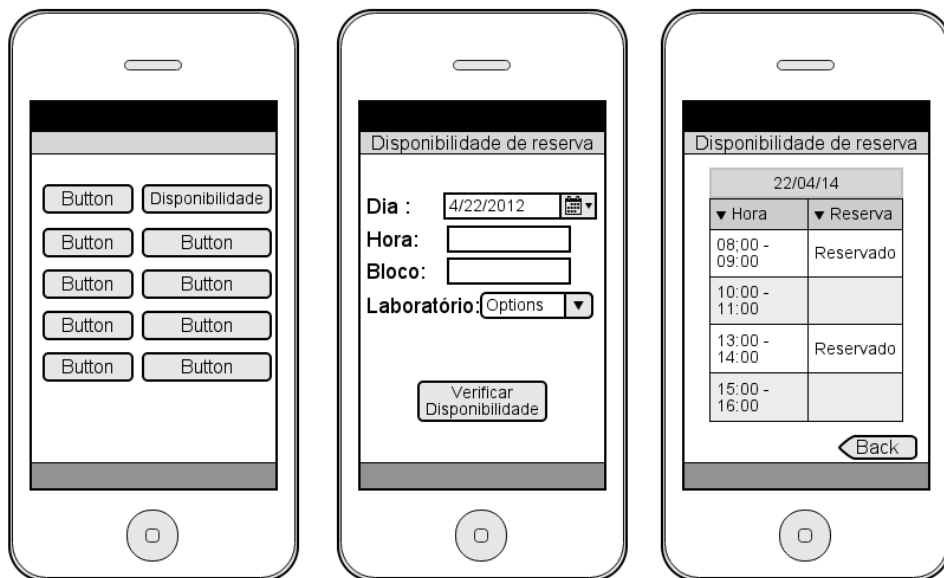 Button Disponibilidade
Button Button
Button Button
Button Button
Button Button
Disponibilidade de reserva
Dia : 4/22/2012
Hora:
Bloco:
Laboratório: Options
Verificar
Disponibilidade
Disponibilidade de reserva
22/04/14
Hora Reserva
08:00 -
09:00 Reservado
10:00 -
11:00
13:00 -
14:00 Reservado
15:00 -
16:00
Back